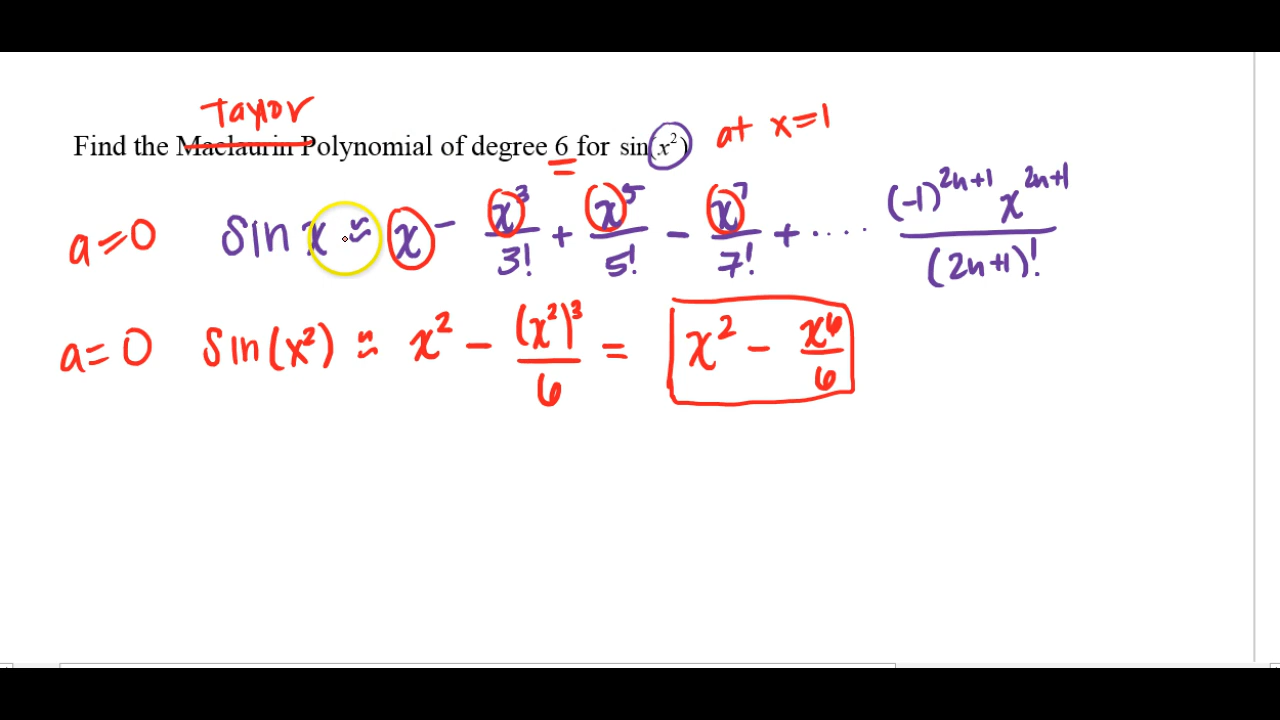 Taylor
Find the Maclaurin Polynomial of degree 6 for sin(x²) at x=1
a=0 sin x ≈ x - x³/3! + x⁵/5! - x⁷/7! + ···· (-1)²ⁿ⁺¹ x²ⁿ⁺¹/(2n+1)!
a=0 sin(x²) ≈ x² - (x²)³/6 = x² - x⁶/6